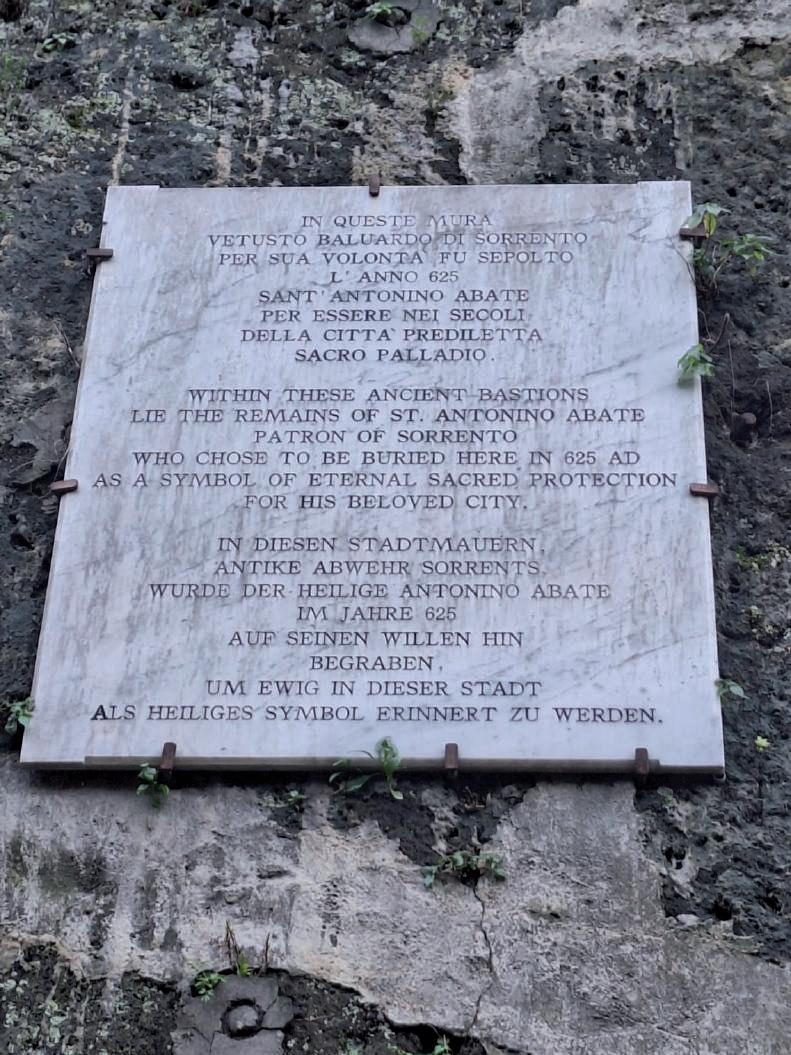 IN QUESTE MURA
VETUSTO BALUARDO DI SORRENTO
PER SUA VOLONTA' FU SEPOLTO
L'ANNO 625
SANT'ANTONINO ABATE
PER ESSERE NEI SECOLI
DELLA CITTA' PREDILETTA
SACRO PALLADIO.
WITHIN THESE ANCIENT BASTIONS
LIE THE REMAINS OF ST. ANTONINO ABATE
PATRON OF SORRENTO
WHO CHOSE TO BE BURIED HERE IN 625 AD
AS A SYMBOL OF ETERNAL SACRED PROTECTION
FOR HIS BELOVED CITY.
IN DIESEN STADTMAUERN,
ANTIKE ABWEHR SORRENTS,
WURDE DER HEILIGE ANTONINO ABATE
IM JAHRE 625
AUF SEINEN WILLEN HIN
BEGRABEN,
UM EWIG IN DIESER STADT
ALS HEILIGES SYMBOL ERINNERT ZU WERDEN.